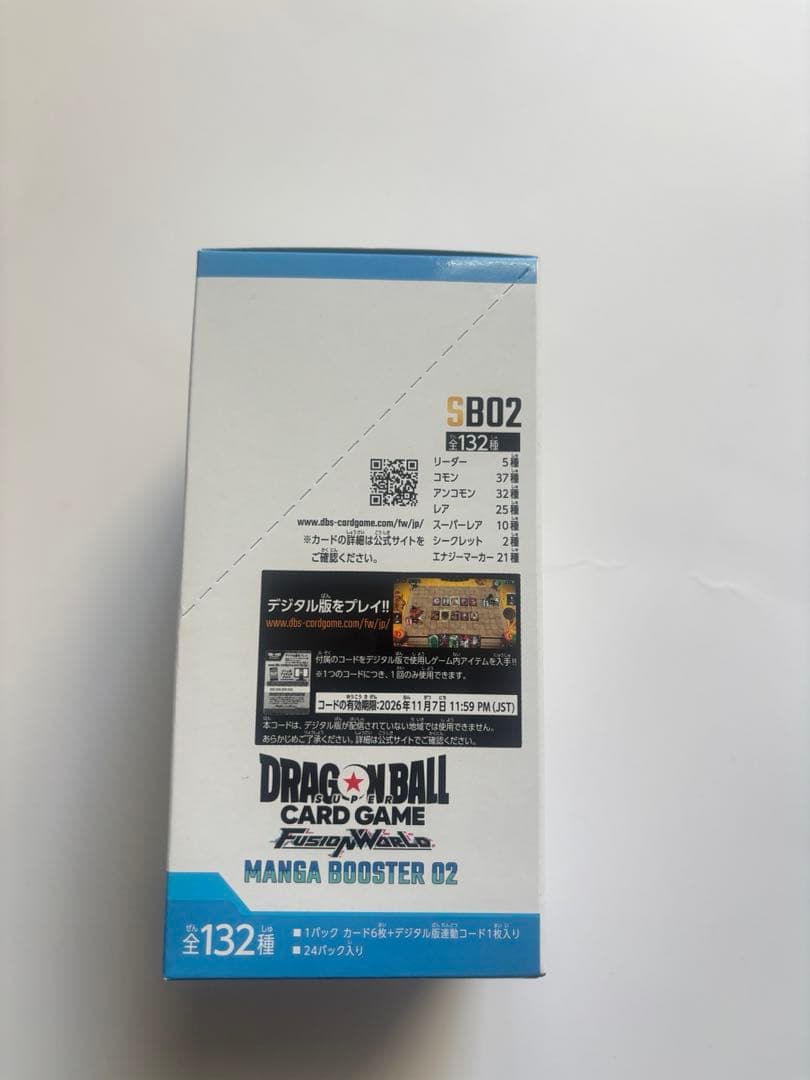 SB02
全132種
リーダー 5種
コモン 37種
アンコモン 32種
レア 25種
スーパーレア 10種
シークレット 2種
エナジーマーカー 21種
www.dbs-cardgame.com/fw/jp/
※カードの詳細は公式サイトを
ご確認ください。
デジタル版をプレイ!!
www.dbs-cardgame.com/fw/jp/
付属のコードをデジタル版で使用しゲーム内アイテムを入手!!
※1つのコードにつき、1回のみ使用できます。
コードの有効期限:2026年11月7日 11:59 PM (JST)
本コードは、デジタル版が配信されていない地域では使用できません。
あらかじめご了承ください。詳細は公式サイトでご確認ください。
DRAGON BALL
SUPER
CARD GAME
FUSION WORLD
MANGA BOOSTER 02
全132種
■1パック カード6枚+デジタル版連動コード1枚入り
■24パック入り